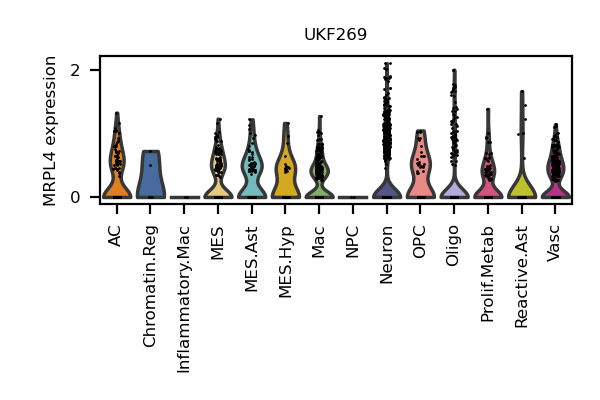 UKF269
MRPL4 expression
2
0
AC
Chromatin.Reg
Inflammatory.Mac
MES
MES.Ast
MES.Hyp
Mac
NPC
Neuron
OPC
Oligo
Prolif.Metab
Reactive.Ast
Vasc